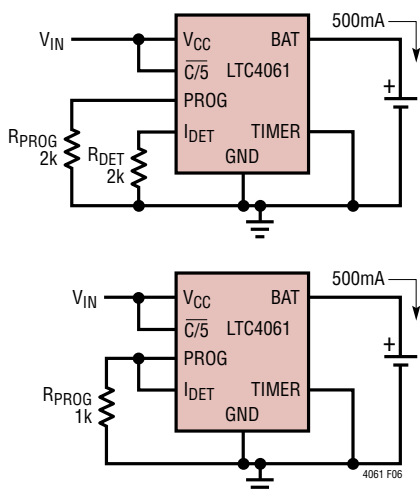 500mA
VIN
VCC
BAT
C/5
LTC4061
+
PROG
RPROG
2k
RDET
2k
IDET
TIMER
GND
500mA
VIN
VCC
BAT
C/5
LTC4061
+
PROG
RPROG
1k
IDET
TIMER
GND
4061 F06